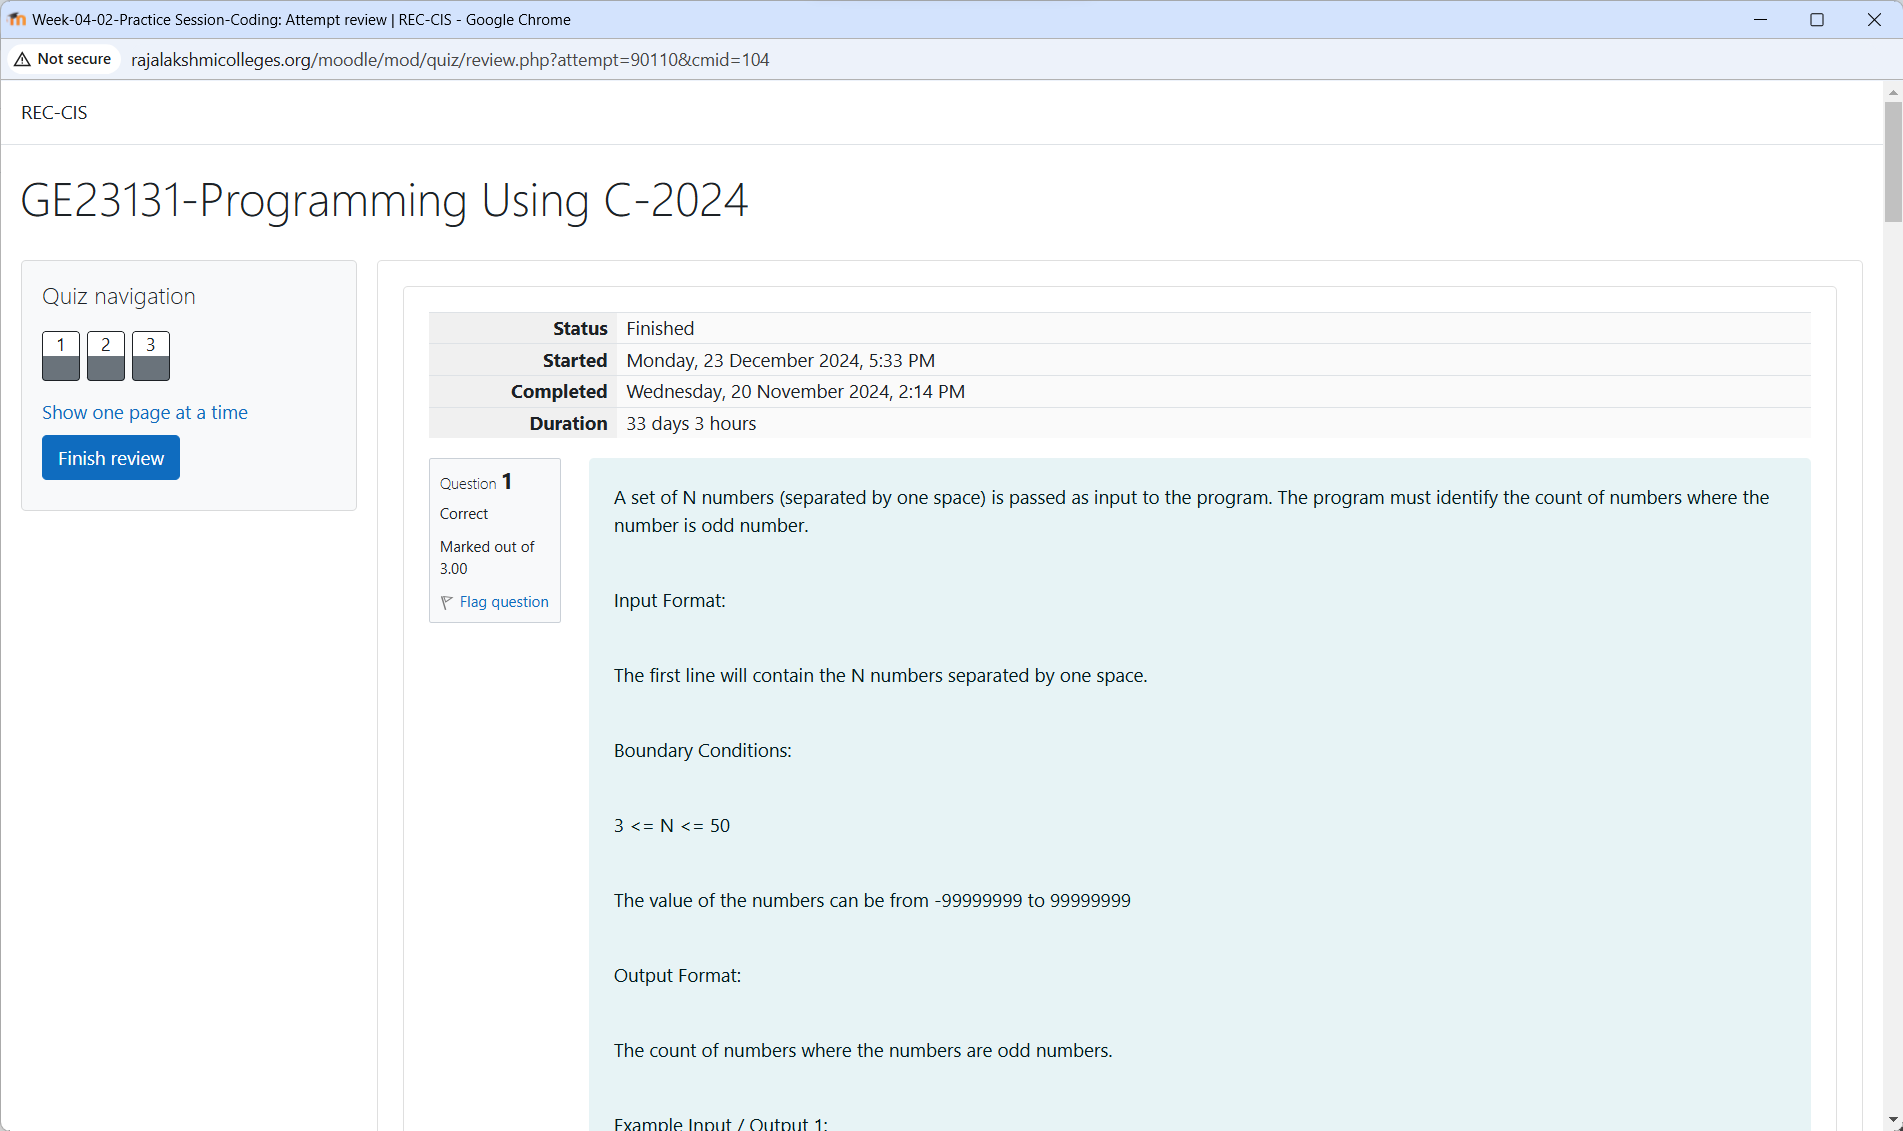 Week-04-02-Practice Session-Coding: Attempt review | REC-CIS - Google Chrome
Not secure rajalakshmicolleges.org/moodle/mod/quiz/review.php?attempt=90110&cmid=104
REC-CIS
GE23131-Programming Using C-2024
Quiz navigation
1 2 3
Show one page at a time
Finish review
Status Finished
Started Monday, 23 December 2024, 5:33 PM
Completed Wednesday, 20 November 2024, 2:14 PM
Duration 33 days 3 hours
Question 1
Correct
Marked out of
3.00
Flag question
A set of N numbers (separated by one space) is passed as input to the program. The program must identify the count of numbers where the
number is odd number.
Input Format:
The first line will contain the N numbers separated by one space.
Boundary Conditions:
3 <= N <= 50
The value of the numbers can be from -99999999 to 99999999
Output Format:
The count of numbers where the numbers are odd numbers.
Example Input / Output 1: